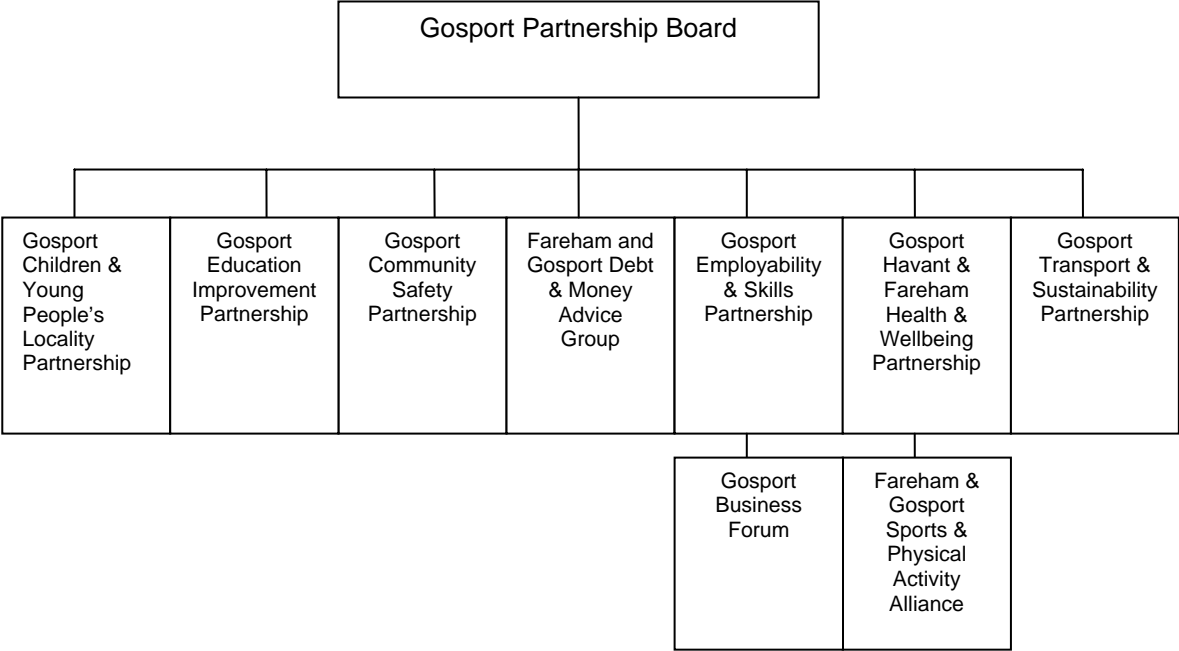 Gosport Partnership Board
Gosport
Children &
Young
People's
Locality
Partnership
Gosport
Education
Improvement
Partnership
Gosport
Community
Safety
Partnership
Fareham and
Gosport Debt
& Money
Advice
Group
Gosport
Employability
& Skills
Partnership
Gosport
Havant &
Fareham
Health &
Wellbeing
Partnership
Gosport
Transport &
Sustainability
Partnership
Gosport
Business
Forum
Fareham &
Gosport
Sports &
Physical
Activity
Alliance